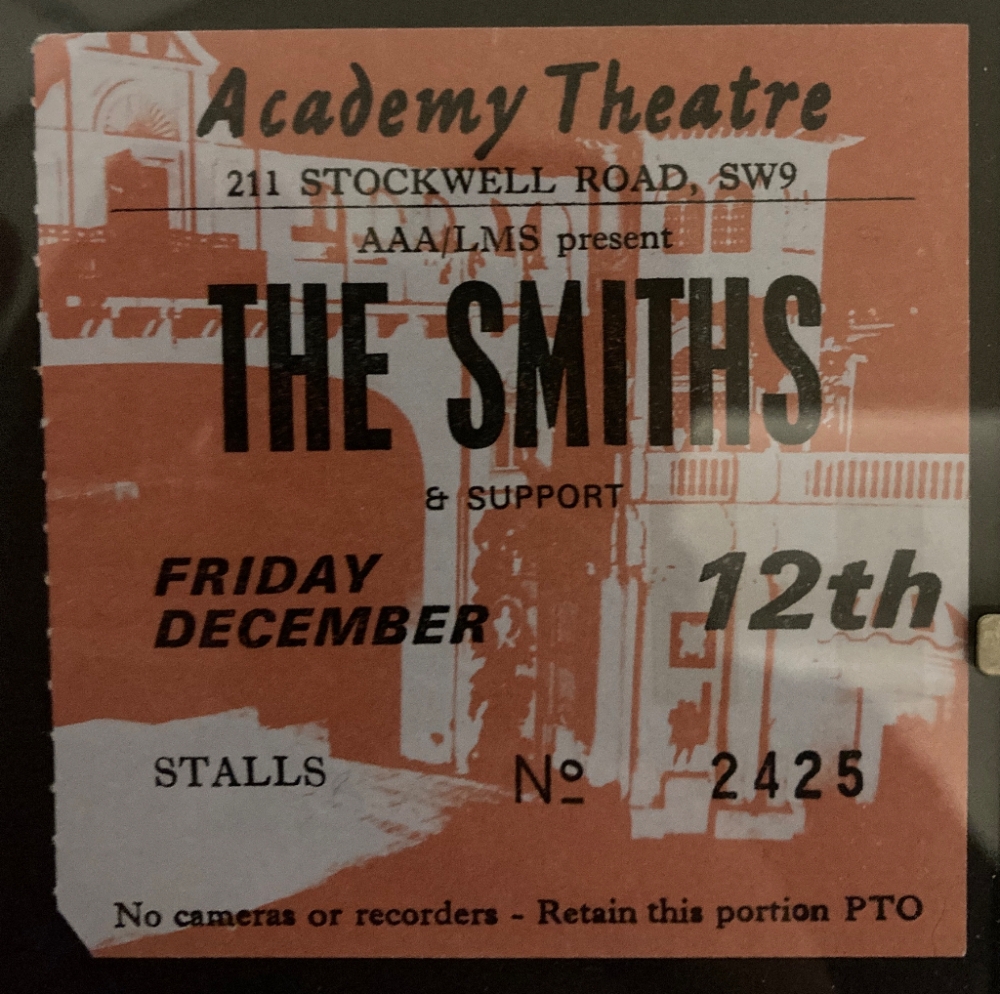 Academy Theatre
211 STOCKWELL ROAD, SW9
AAA/LMS present
THE SMITHS
& SUPPORT
FRIDAY
DECEMBER 12th
STALLS Nº 2425
No cameras or recorders - Retain this portion PTO